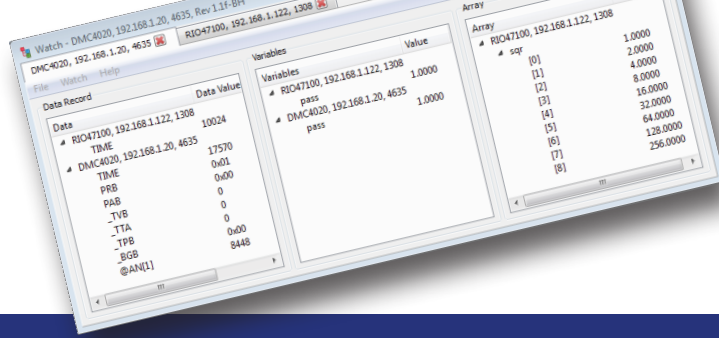 Watch - DMC4020, 192.168.1.20, 4635, Rev 1.1f-BH
DMC4020, 192.168.1.20, 4635
RIO47100, 192.168.1.122, 1308
File Watch Help
Data Record
Data Data Value
RIO47100, 192.168.1.122, 1308
TIME 10024
DMC4020, 192.168.1.20, 4635
TIME 17570
PRB 0x01
PAB 0x00
_TVB 0
_TTA 0
_TPB 0
_BGB 0x00
@AN[1] 8448
Variables
Variables Value
RIO47100, 192.168.1.122, 1308
pass 1.0000
DMC4020, 192.168.1.20, 4635
pass 1.0000
Array
Array
RIO47100, 192.168.1.122, 1308
sqr
[0] 1.0000
[1] 2.0000
[2] 4.0000
[3] 8.0000
[4] 16.0000
[5] 32.0000
[6] 64.0000
[7] 128.0000
[8] 256.0000